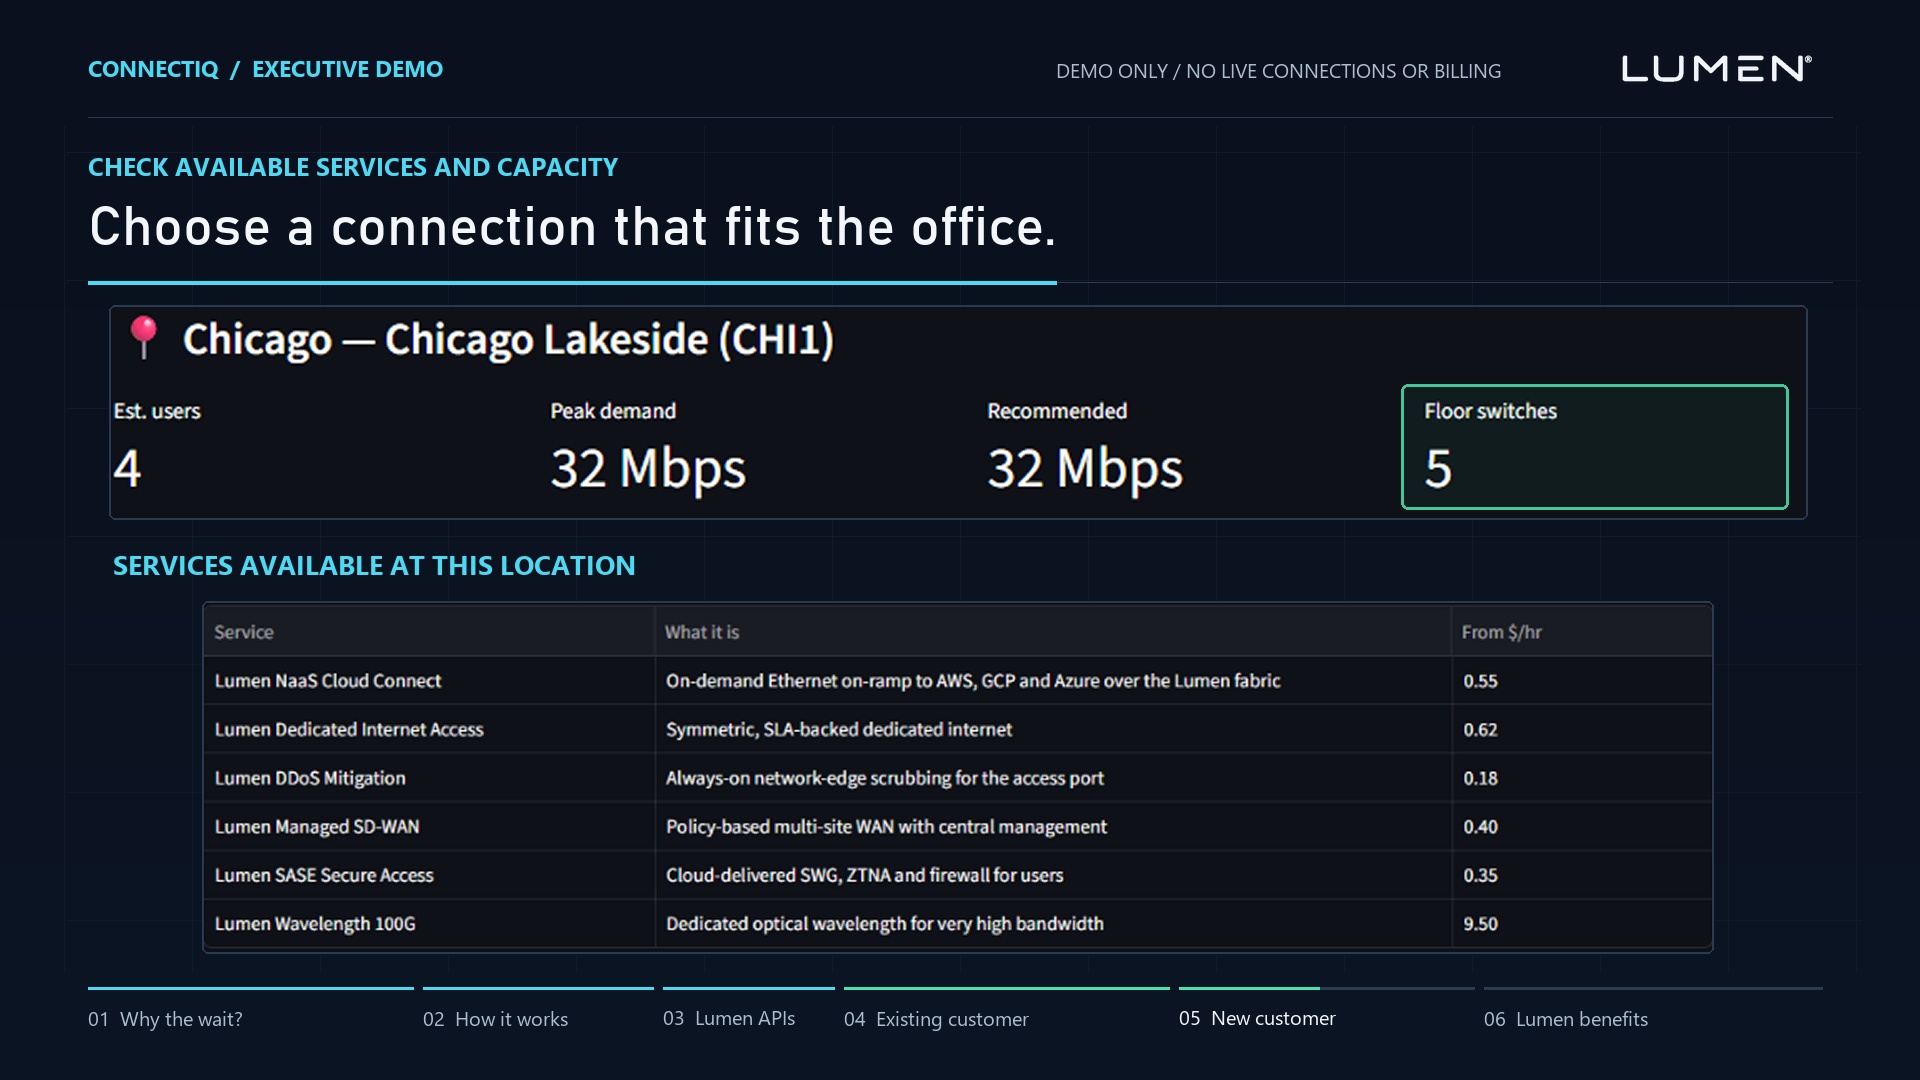 CONNECTIQ / EXECUTIVE DEMO
DEMO ONLY / NO LIVE CONNECTIONS OR BILLING
LUMEN®
CHECK AVAILABLE SERVICES AND CAPACITY
Choose a connection that fits the office.
Chicago — Chicago Lakeside (CHI1)
Est. users Peak demand Recommended Floor switches
4 32 Mbps 32 Mbps 5
SERVICES AVAILABLE AT THIS LOCATION
Service What it is From $/hr
Lumen NaaS Cloud Connect On-demand Ethernet on-ramp to AWS, GCP and Azure over the Lumen fabric 0.55
Lumen Dedicated Internet Access Symmetric, SLA-backed dedicated internet 0.62
Lumen DDoS Mitigation Always-on network-edge scrubbing for the access port 0.18
Lumen Managed SD-WAN Policy-based multi-site WAN with central management 0.40
Lumen SASE Secure Access Cloud-delivered SWG, ZTNA and firewall for users 0.35
Lumen Wavelength 100G Dedicated optical wavelength for very high bandwidth 9.50
01 Why the wait? 02 How it works 03 Lumen APIs 04 Existing customer 05 New customer 06 Lumen benefits